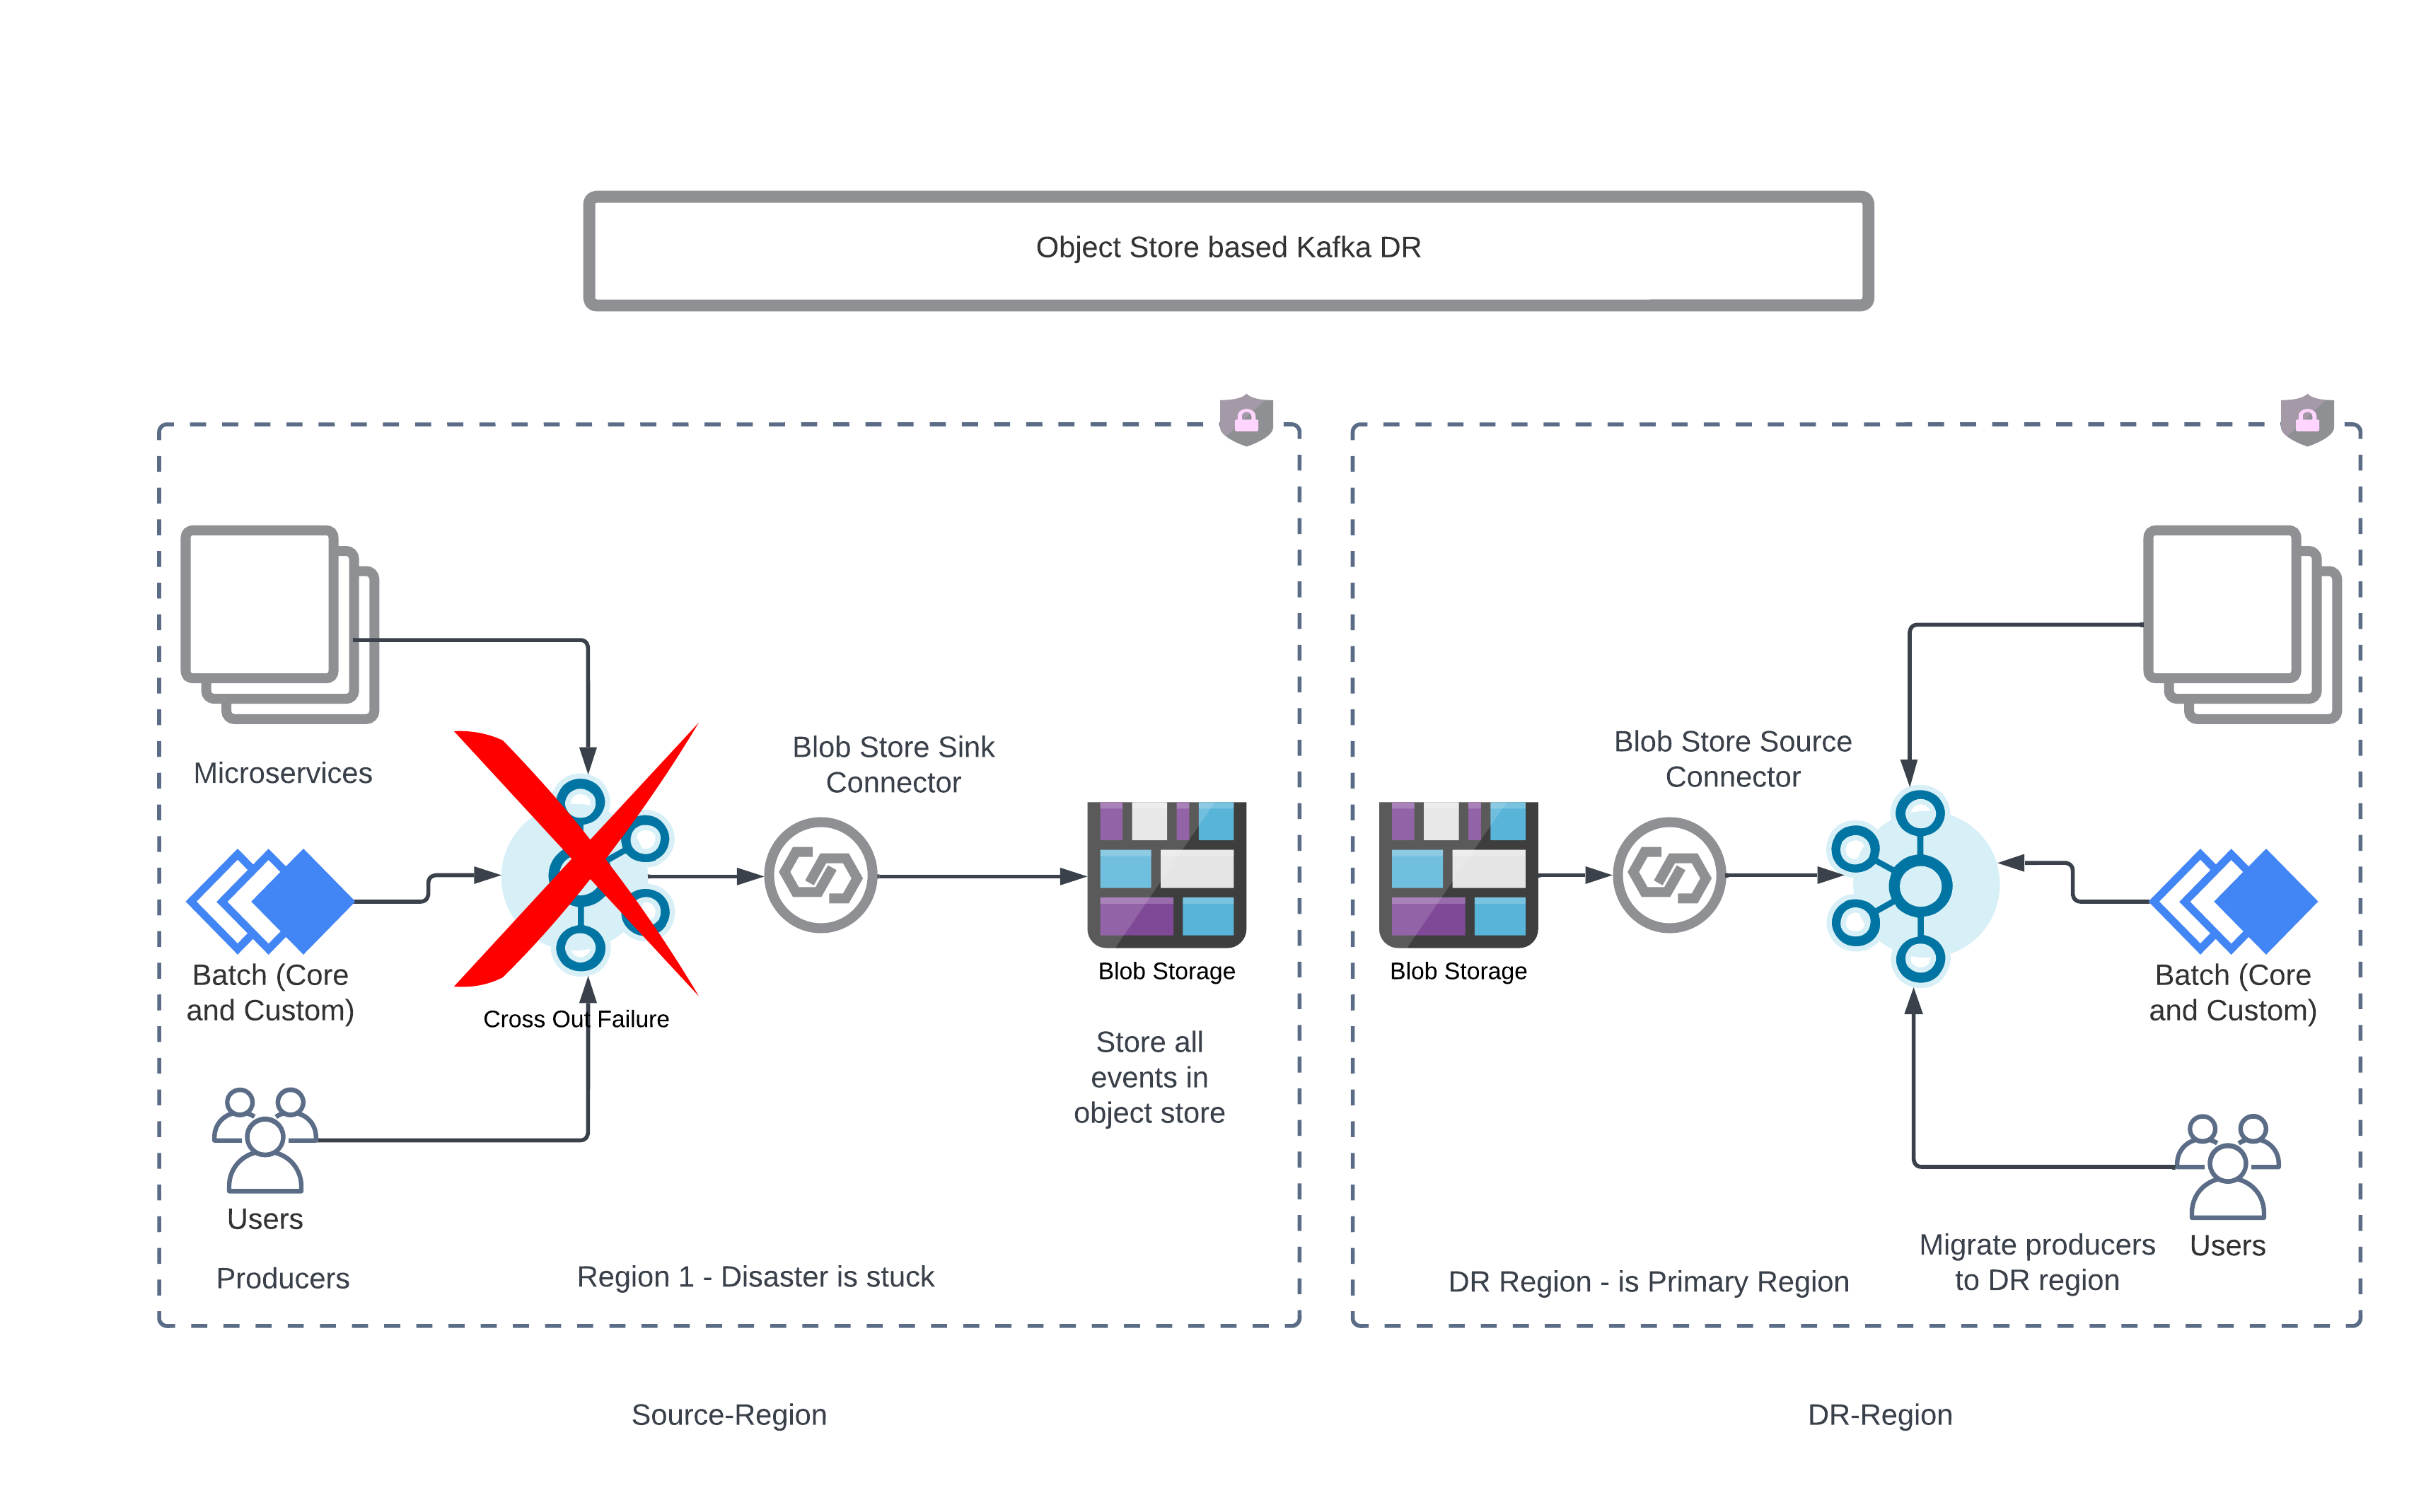 Object Store based Kafka DR
Microservices
Blob Store Sink
Connector
Batch (Core
and Custom)
Cross Out Failure
Blob Storage
Store all
events in
object store
Users
Producers
Region 1 - Disaster is stuck
Source-Region
Blob Store Source
Connector
Blob Storage
Batch (Core
and Custom)
Users
Migrate producers
to DR region
DR Region - is Primary Region
DR-Region